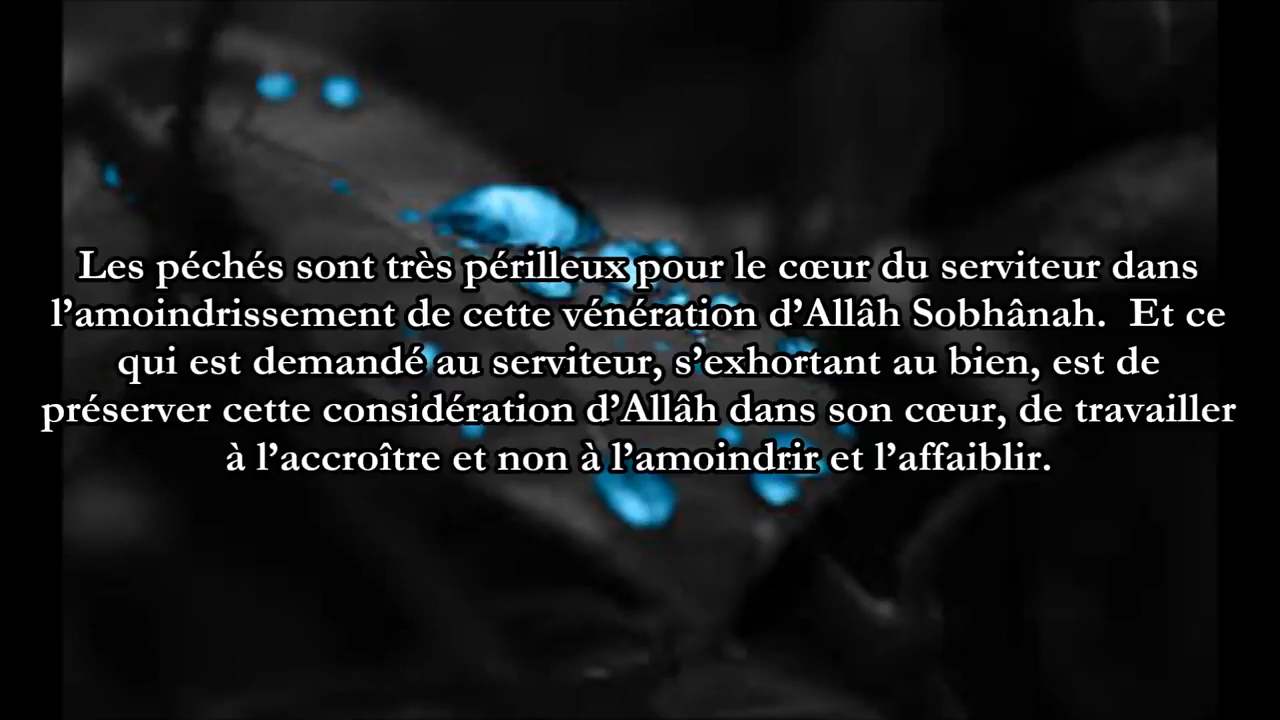 Les péchés sont très périlleux pour le cœur du serviteur dans
l’amoindrissement de cette vénération d’Allâh Sobhânah.  Et ce
qui est demandé au serviteur, s’exhortant au bien, est de
préserver cette considération d’Allâh dans son cœur, de travailler
à l’accroître et non à l’amoindrir et l’affaiblir.